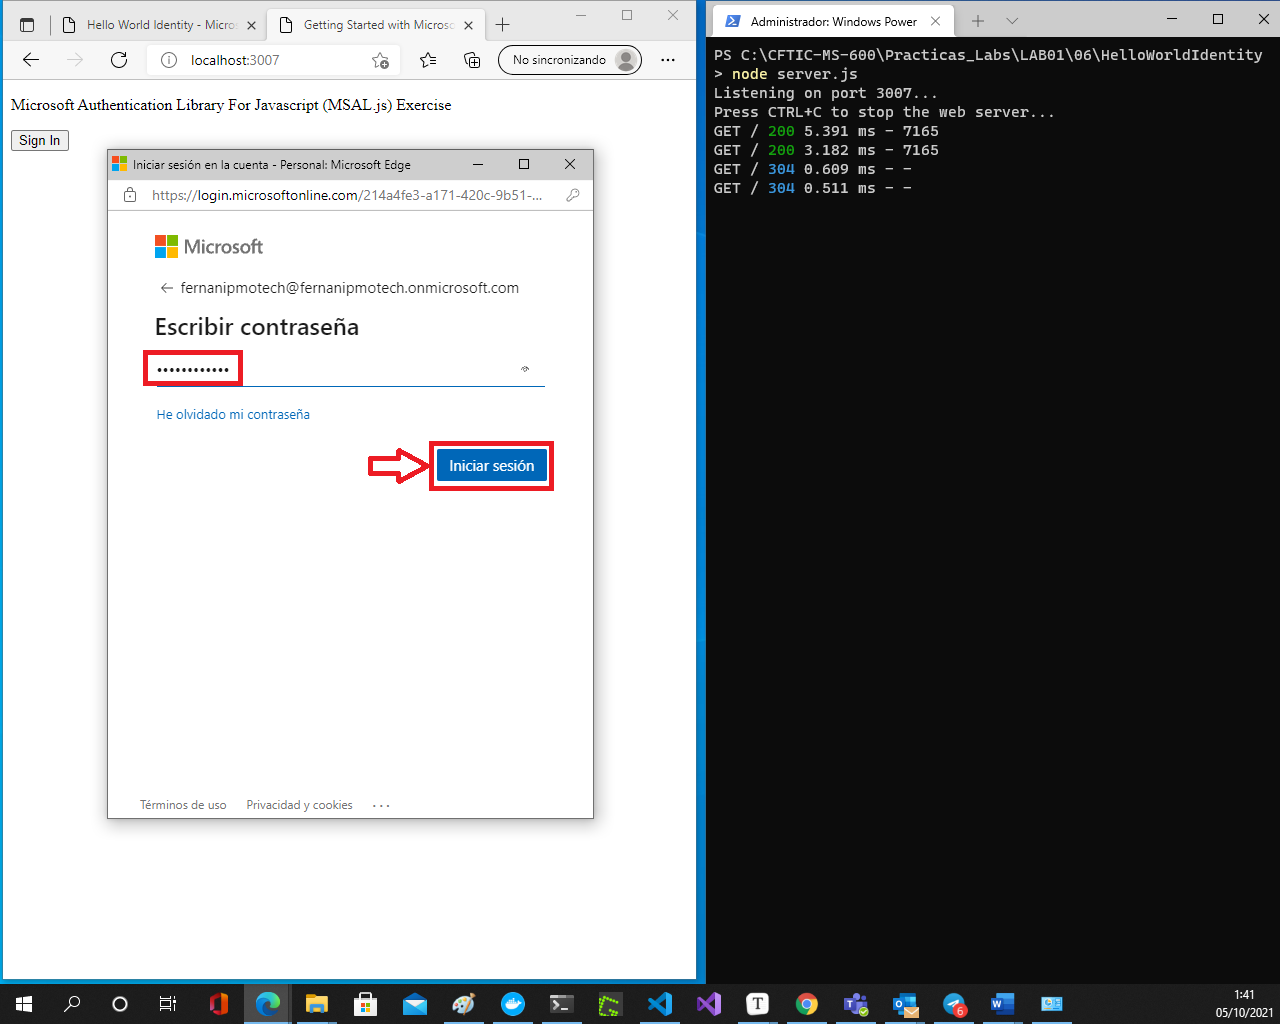 Hello World Identity - Micros
Getting Started with Microso
localhost:3007
No sincronizando
Microsoft Authentication Library For Javascript (MSAL.js) Exercise
Sign In
Iniciar sesión en la cuenta - Personal: Microsoft Edge
https://login.microsoftonline.com/214a4fe3-a171-420c-9b51-...
Microsoft
fernanipmotech@fernanipmotech.onmicrosoft.com
Escribir contraseña
••••••••••••
He olvidado mi contraseña
Iniciar sesión
Términos de uso Privacidad y cookies ...
Administrador: Windows Power
PS C:\CFTIC-MS-600\Practicas_Labs\LAB01\06\HelloWorldIdentity
> node server.js
Listening on port 3007...
Press CTRL+C to stop the web server...
GET / 200 5.391 ms - 7165
GET / 200 3.182 ms - 7165
GET / 304 0.609 ms - -
GET / 304 0.511 ms - -
T
6
1:41
05/10/2021